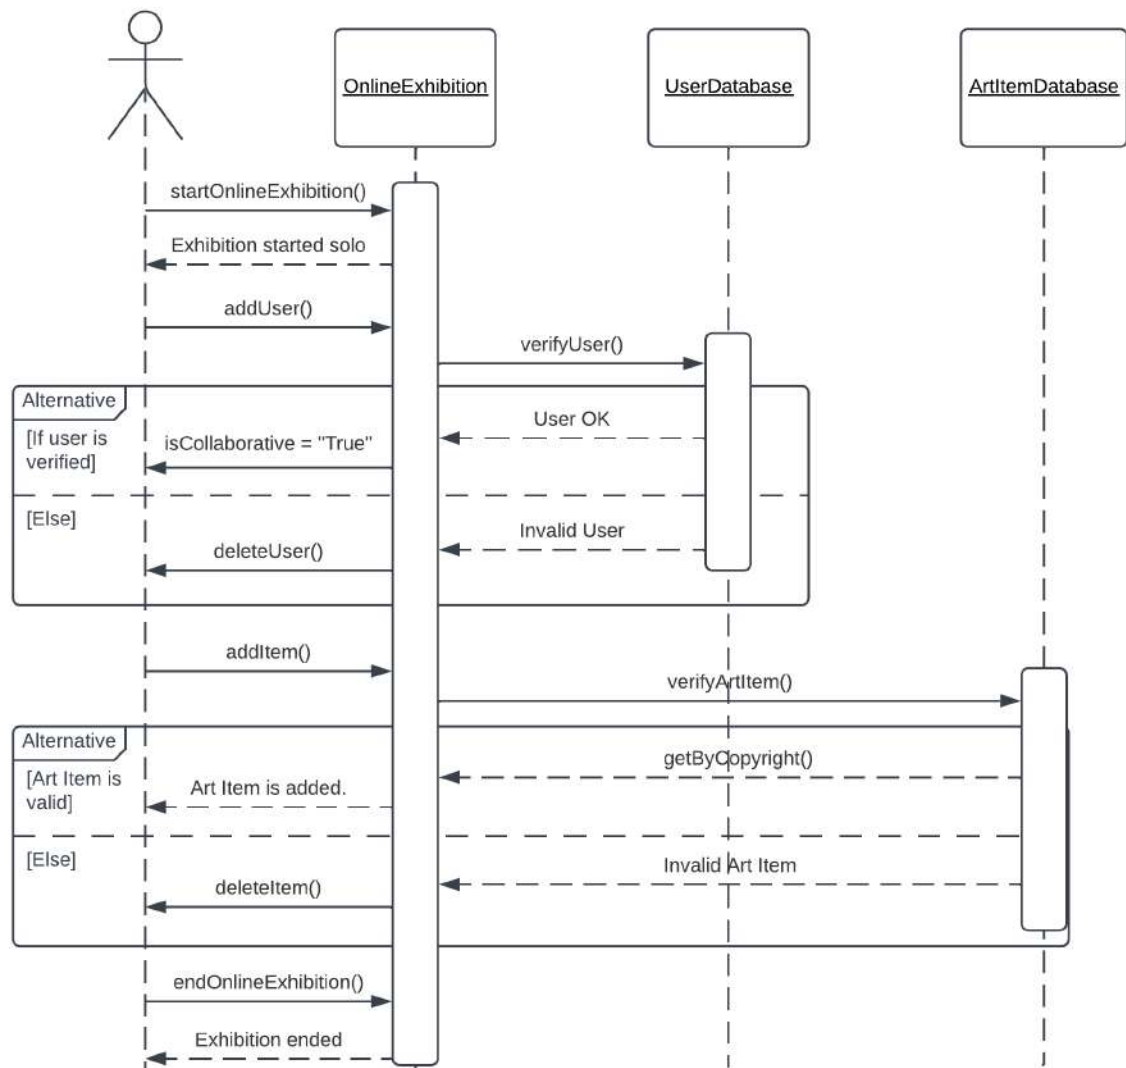 OnlineExhibition
UserDatabase
ArtItemDatabase
startOnlineExhibition()
Exhibition started solo
addUser()
verifyUser()
Alternative
[If user is
verified]
User OK
isCollaborative = "True"
[Else]
Invalid User
deleteUser()
addItem()
verifyArtItem()
Alternative
[Art Item is
valid]
getByCopyright()
Art Item is added.
[Else]
Invalid Art Item
deleteItem()
endOnlineExhibition()
Exhibition ended